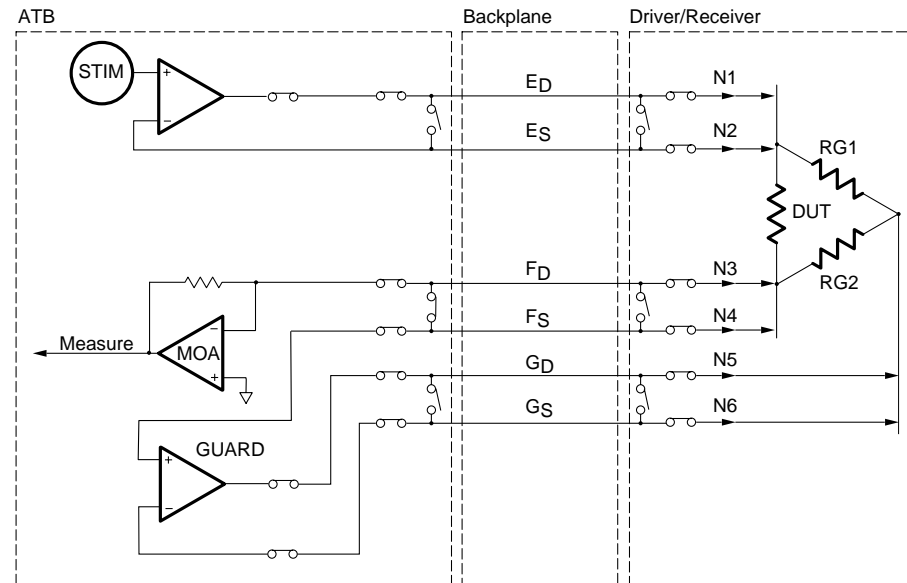 ATB
Backplane
Driver/Receiver
STIM
+
−
ED
ES
N1
N2
RG1
DUT
RG2
FD
FS
N3
N4
Measure
MOA
−
+
GD
GS
N5
N6
GUARD
+
−